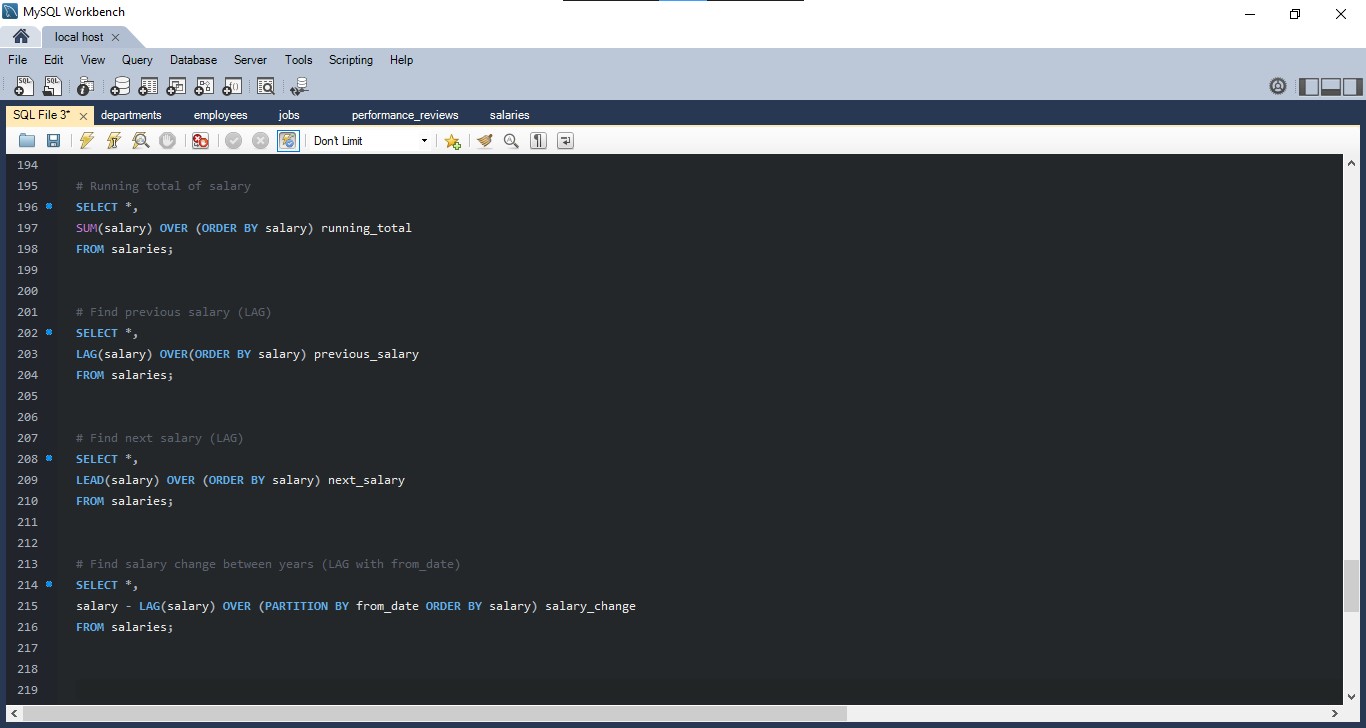 MySQL Workbench
local host
File Edit View Query Database Server Tools Scripting Help
SQL File 3* departments employees jobs performance_reviews salaries
Don't Limit
194
195 # Running total of salary
196 SELECT *,
197 SUM(salary) OVER (ORDER BY salary) running_total
198 FROM salaries;
199
200
201 # Find previous salary (LAG)
202 SELECT *,
203 LAG(salary) OVER(ORDER BY salary) previous_salary
204 FROM salaries;
205
206
207 # Find next salary (LAG)
208 SELECT *,
209 LEAD(salary) OVER (ORDER BY salary) next_salary
210 FROM salaries;
211
212
213 # Find salary change between years (LAG with from_date)
214 SELECT *,
215 salary - LAG(salary) OVER (PARTITION BY from_date ORDER BY salary) salary_change
216 FROM salaries;
217
218
219